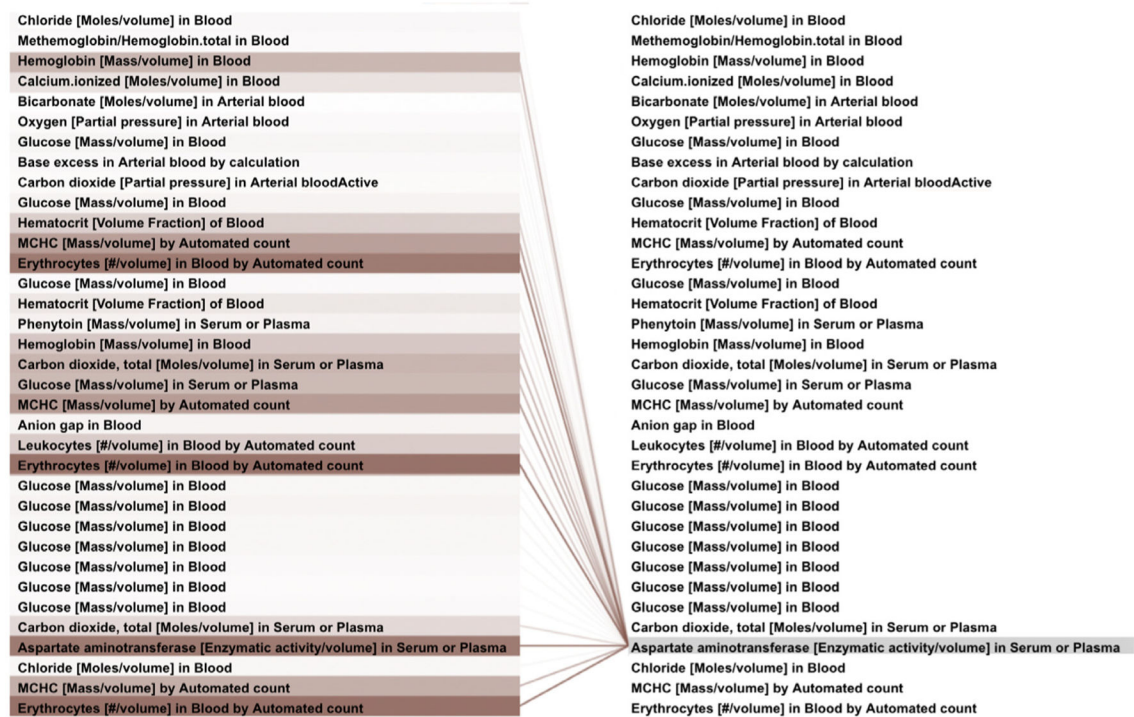 Chloride [Moles/volume] in Blood
Methemoglobin/Hemoglobin.total in Blood
Hemoglobin [Mass/volume] in Blood
Calcium.ionized [Moles/volume] in Blood
Bicarbonate [Moles/volume] in Arterial blood
Oxygen [Partial pressure] in Arterial blood
Glucose [Mass/volume] in Blood
Base excess in Arterial blood by calculation
Carbon dioxide [Partial pressure] in Arterial bloodActive
Glucose [Mass/volume] in Blood
Hematocrit [Volume Fraction] of Blood
MCHC [Mass/volume] by Automated count
Erythrocytes [#/volume] in Blood by Automated count
Glucose [Mass/volume] in Blood
Hematocrit [Volume Fraction] of Blood
Phenytoin [Mass/volume] in Serum or Plasma
Hemoglobin [Mass/volume] in Blood
Carbon dioxide, total [Moles/volume] in Serum or Plasma
Glucose [Mass/volume] in Serum or Plasma
MCHC [Mass/volume] by Automated count
Anion gap in Blood
Leukocytes [#/volume] in Blood by Automated count
Erythrocytes [#/volume] in Blood by Automated count
Glucose [Mass/volume] in Blood
Glucose [Mass/volume] in Blood
Glucose [Mass/volume] in Blood
Glucose [Mass/volume] in Blood
Glucose [Mass/volume] in Blood
Glucose [Mass/volume] in Blood
Glucose [Mass/volume] in Blood
Carbon dioxide, total [Moles/volume] in Serum or Plasma
Aspartate aminotransferase [Enzymatic activity/volume] in Serum or Plasma
Chloride [Moles/volume] in Blood
MCHC [Mass/volume] by Automated count
Erythrocytes [#/volume] in Blood by Automated count
Chloride [Moles/volume] in Blood
Methemoglobin/Hemoglobin.total in Blood
Hemoglobin [Mass/volume] in Blood
Calcium.ionized [Moles/volume] in Blood
Bicarbonate [Moles/volume] in Arterial blood
Oxygen [Partial pressure] in Arterial blood
Glucose [Mass/volume] in Blood
Base excess in Arterial blood by calculation
Carbon dioxide [Partial pressure] in Arterial bloodActive
Glucose [Mass/volume] in Blood
Hematocrit [Volume Fraction] of Blood
MCHC [Mass/volume] by Automated count
Erythrocytes [#/volume] in Blood by Automated count
Glucose [Mass/volume] in Blood
Hematocrit [Volume Fraction] of Blood
Phenytoin [Mass/volume] in Serum or Plasma
Hemoglobin [Mass/volume] in Blood
Carbon dioxide, total [Moles/volume] in Serum or Plasma
Glucose [Mass/volume] in Serum or Plasma
MCHC [Mass/volume] by Automated count
Anion gap in Blood
Leukocytes [#/volume] in Blood by Automated count
Erythrocytes [#/volume] in Blood by Automated count
Glucose [Mass/volume] in Blood
Glucose [Mass/volume] in Blood
Glucose [Mass/volume] in Blood
Glucose [Mass/volume] in Blood
Glucose [Mass/volume] in Blood
Glucose [Mass/volume] in Blood
Glucose [Mass/volume] in Blood
Carbon dioxide, total [Moles/volume] in Serum or Plasma
Aspartate aminotransferase [Enzymatic activity/volume] in Serum or Plasma
Chloride [Moles/volume] in Blood
MCHC [Mass/volume] by Automated count
Erythrocytes [#/volume] in Blood by Automated count